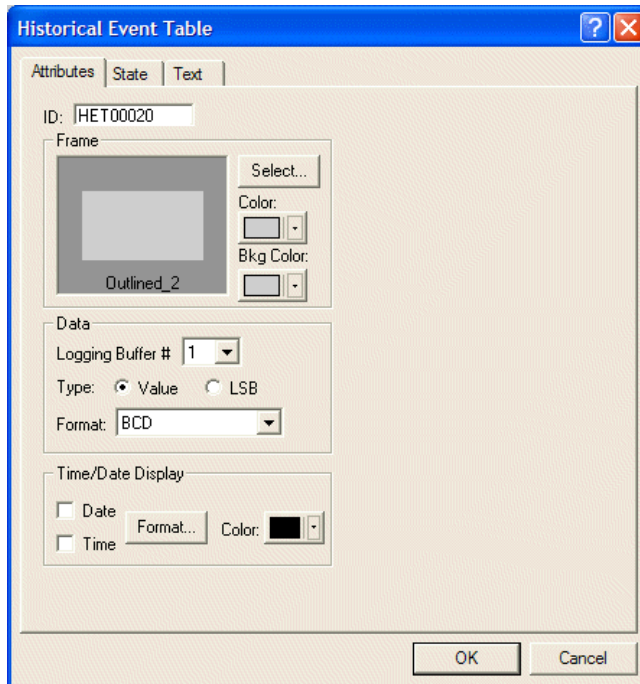 Historical Event Table
Attributes State Text
ID: HET00020
Frame
Select...
Color:
Bkg Color:
Outlined_2
Data
Logging Buffer # 1
Type: Value LSB
Format: BCD
Time/Date Display
Date
Time
Format... Color:
OK Cancel